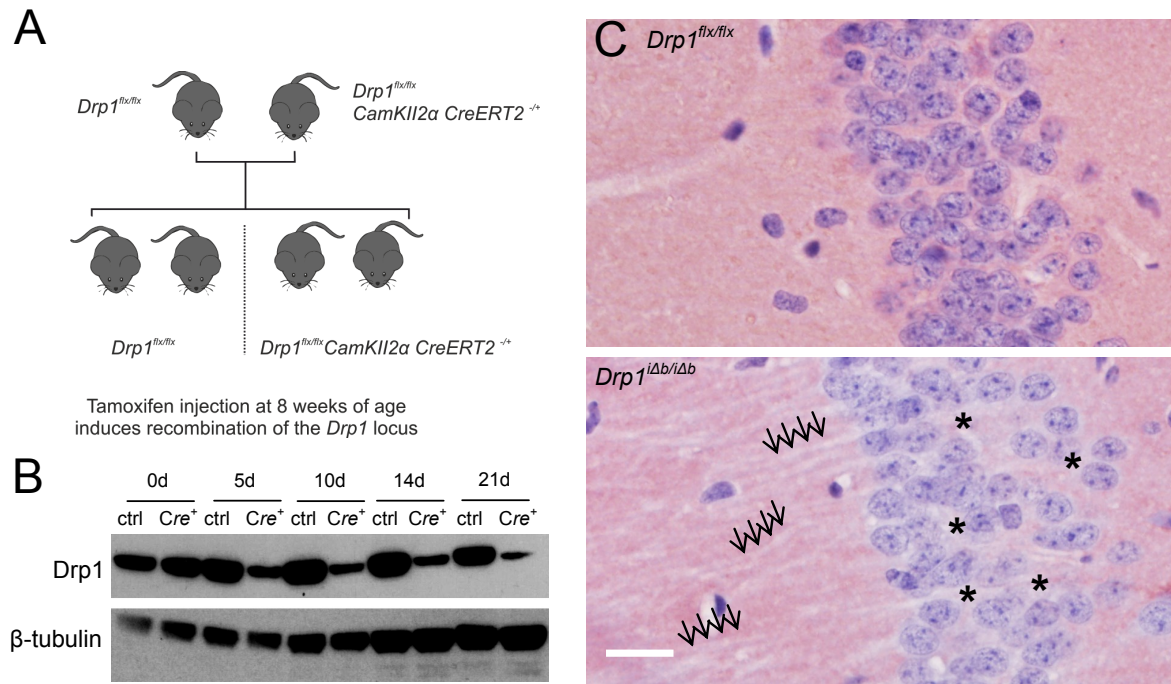 A
Drp1flx/flx
Drp1flx/flx
CamKII2α CreERT2 -/+
Drp1flx/flx
Drp1flx/flxCamKII2α CreERT2 -/+
Tamoxifen injection at 8 weeks of age
induces recombination of the Drp1 locus
B
0d 5d 10d 14d 21d
ctrl Cre+ ctrl Cre+ ctrl Cre+ ctrl Cre+ ctrl Cre+
Drp1
β-tubulin
C Drp1flx/flx
Drp1iΔb/iΔb
* * * * *